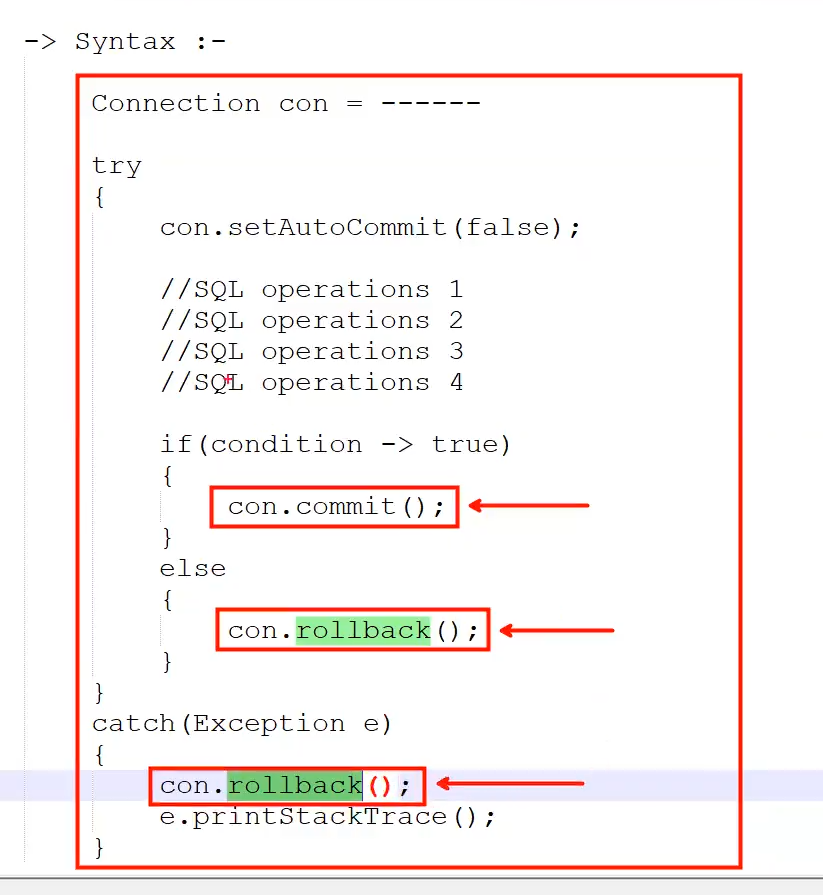 -> Syntax :-
Connection con = ------
try
{
con.setAutoCommit(false);
//SQL operations 1
//SQL operations 2
//SQL operations 3
//SQL operations 4
if(condition -> true)
{
con.commit();
}
else
{
con.rollback();
}
}
catch(Exception e)
{
con.rollback();
e.printStackTrace();
}